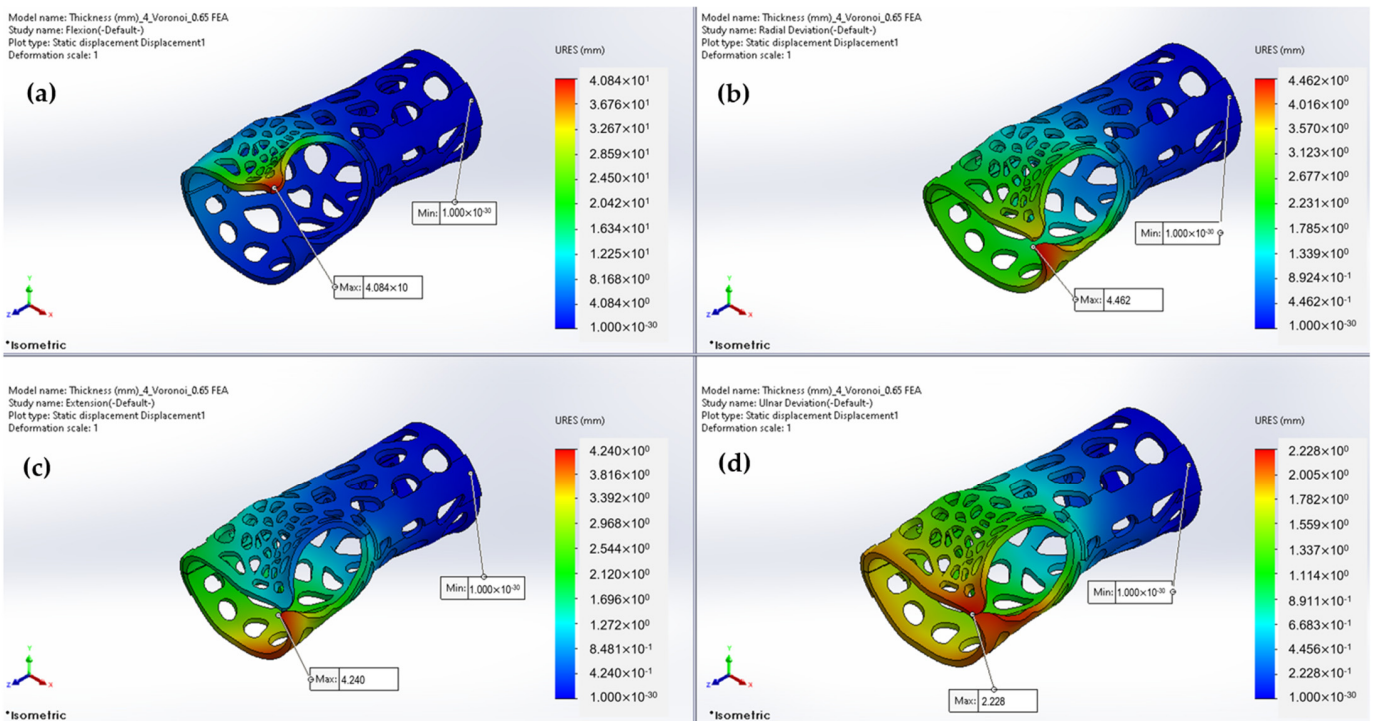 Model name: Thickness (mm)_4_Voronoi_0.65 FEA
Study name: Flexion(-Default-)
Plot type: Static displacement Displacement1
Deformation scale: 1
(a)
URES (mm)
4.084×10¹
3.676×10¹
3.267×10¹
2.859×10¹
2.450×10¹
2.042×10¹
1.634×10¹
1.225×10¹
8.168×10⁰
4.084×10⁰
1.000×10⁻³⁰
Min: 1.000×10⁻³⁰
Max: 4.084×10
Y
Z
X
*Isometric
Model name: Thickness (mm)_4_Voronoi_0.65 FEA
Study name: Radial Deviation(-Default-)
Plot type: Static displacement Displacement1
Deformation scale: 1
(b)
URES (mm)
4.462×10⁰
4.016×10⁰
3.570×10⁰
3.123×10⁰
2.677×10⁰
2.231×10⁰
1.785×10⁰
1.339×10⁰
8.924×10⁻¹
4.462×10⁻¹
1.000×10⁻³⁰
Min: 1.000×10⁻³⁰
Max: 4.462
Y
Z
X
*Isometric
Model name: Thickness (mm)_4_Voronoi_0.65 FEA
Study name: Extension(-Default-)
Plot type: Static displacement Displacement1
Deformation scale: 1
(c)
URES (mm)
4.240×10⁰
3.816×10⁰
3.392×10⁰
2.968×10⁰
2.544×10⁰
2.120×10⁰
1.696×10⁰
1.272×10⁰
8.481×10⁻¹
4.240×10⁻¹
1.000×10⁻³⁰
Min: 1.000×10⁻³⁰
Max: 4.240
Y
Z
X
*Isometric
Model name: Thickness (mm)_4_Voronoi_0.65 FEA
Study name: Ulnar Deviation(-Default-)
Plot type: Static displacement Displacement1
Deformation scale: 1
(d)
URES (mm)
2.228×10⁰
2.005×10⁰
1.782×10⁰
1.559×10⁰
1.337×10⁰
1.114×10⁰
8.911×10⁻¹
6.683×10⁻¹
4.456×10⁻¹
2.228×10⁻¹
1.000×10⁻³⁰
Min: 1.000×10⁻³⁰
Max: 2.228
Y
Z
X
*Isometric